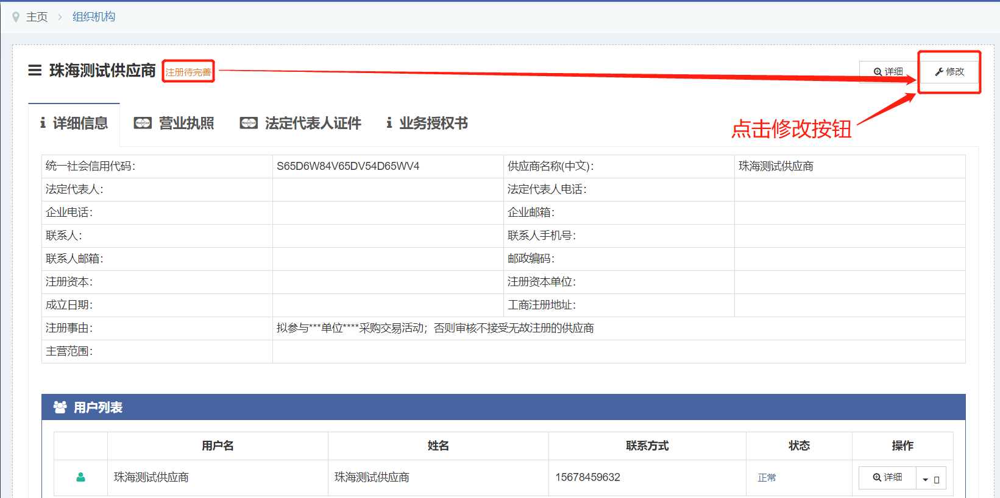 主页 > 组织机构
珠海测试供应商 注册待完善 详细 修改
点击修改按钮
详细信息 营业执照 法定代表人证件 业务授权书
统一社会信用代码： S65D6W84V65DV54D65WV4 供应商名称(中文)： 珠海测试供应商
法定代表人： 法定代表人电话：
企业电话： 企业邮箱：
联系人： 联系人手机号：
联系人邮箱： 邮政编码：
注册资本： 注册资本单位：
成立日期： 工商注册地址：
注册事由： 拟参与***单位****采购交易活动；否则审核不接受无故注册的供应商
主营范围：
用户列表
用户名 姓名 联系方式 状态 操作
珠海测试供应商 珠海测试供应商 15678459632 正常 详细